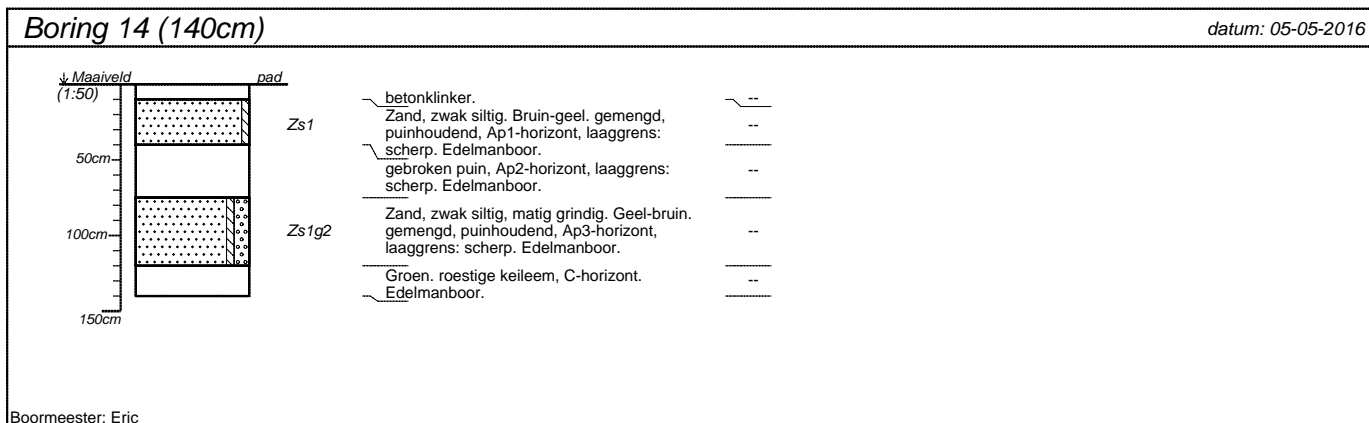 Boring 14 (140cm)
datum: 05-05-2016
Maaiveld
pad
(1:50)
betonklinker.
--
Zs1
Zand, zwak siltig. Bruin-geel. gemengd,
puinhoudend, Ap1-horizont, laaggrens:
scherp. Edelmanboor.
--
50cm
gebroken puin, Ap2-horizont, laaggrens:
scherp. Edelmanboor.
--
100cm
Zs1g2
Zand, zwak siltig, matig grindig. Geel-bruin.
gemengd, puinhoudend, Ap3-horizont,
laaggrens: scherp. Edelmanboor.
--
Groen. roestige keileem, C-horizont.
Edelmanboor.
--
150cm
Boormeester: Eric